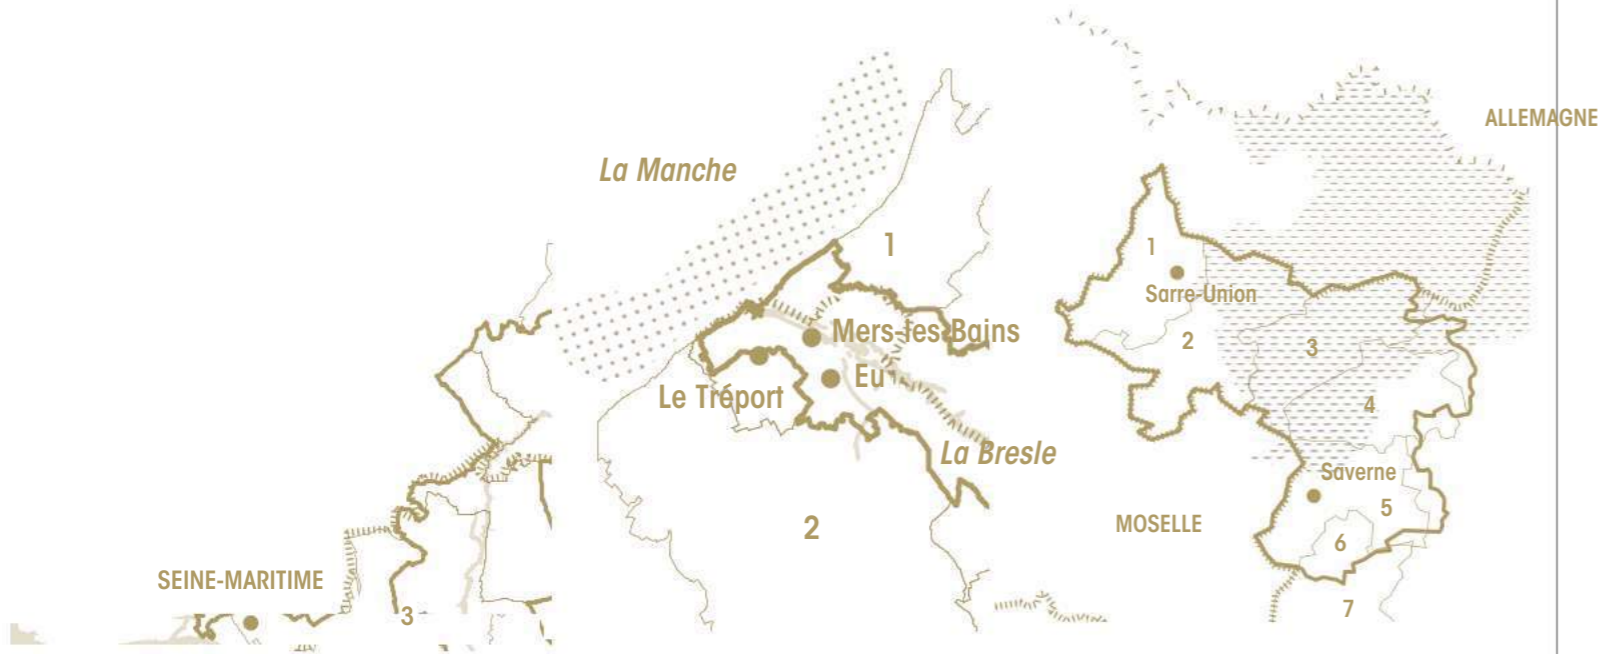 SEINE-MARITIME
3
La Manche
1
Mers-les-Bains
Eu
Le Tréport
La Bresle
2
ALLEMAGNE
1
Sarre-Union
2
3
4
Saverne
5
MOSELLE
6
7